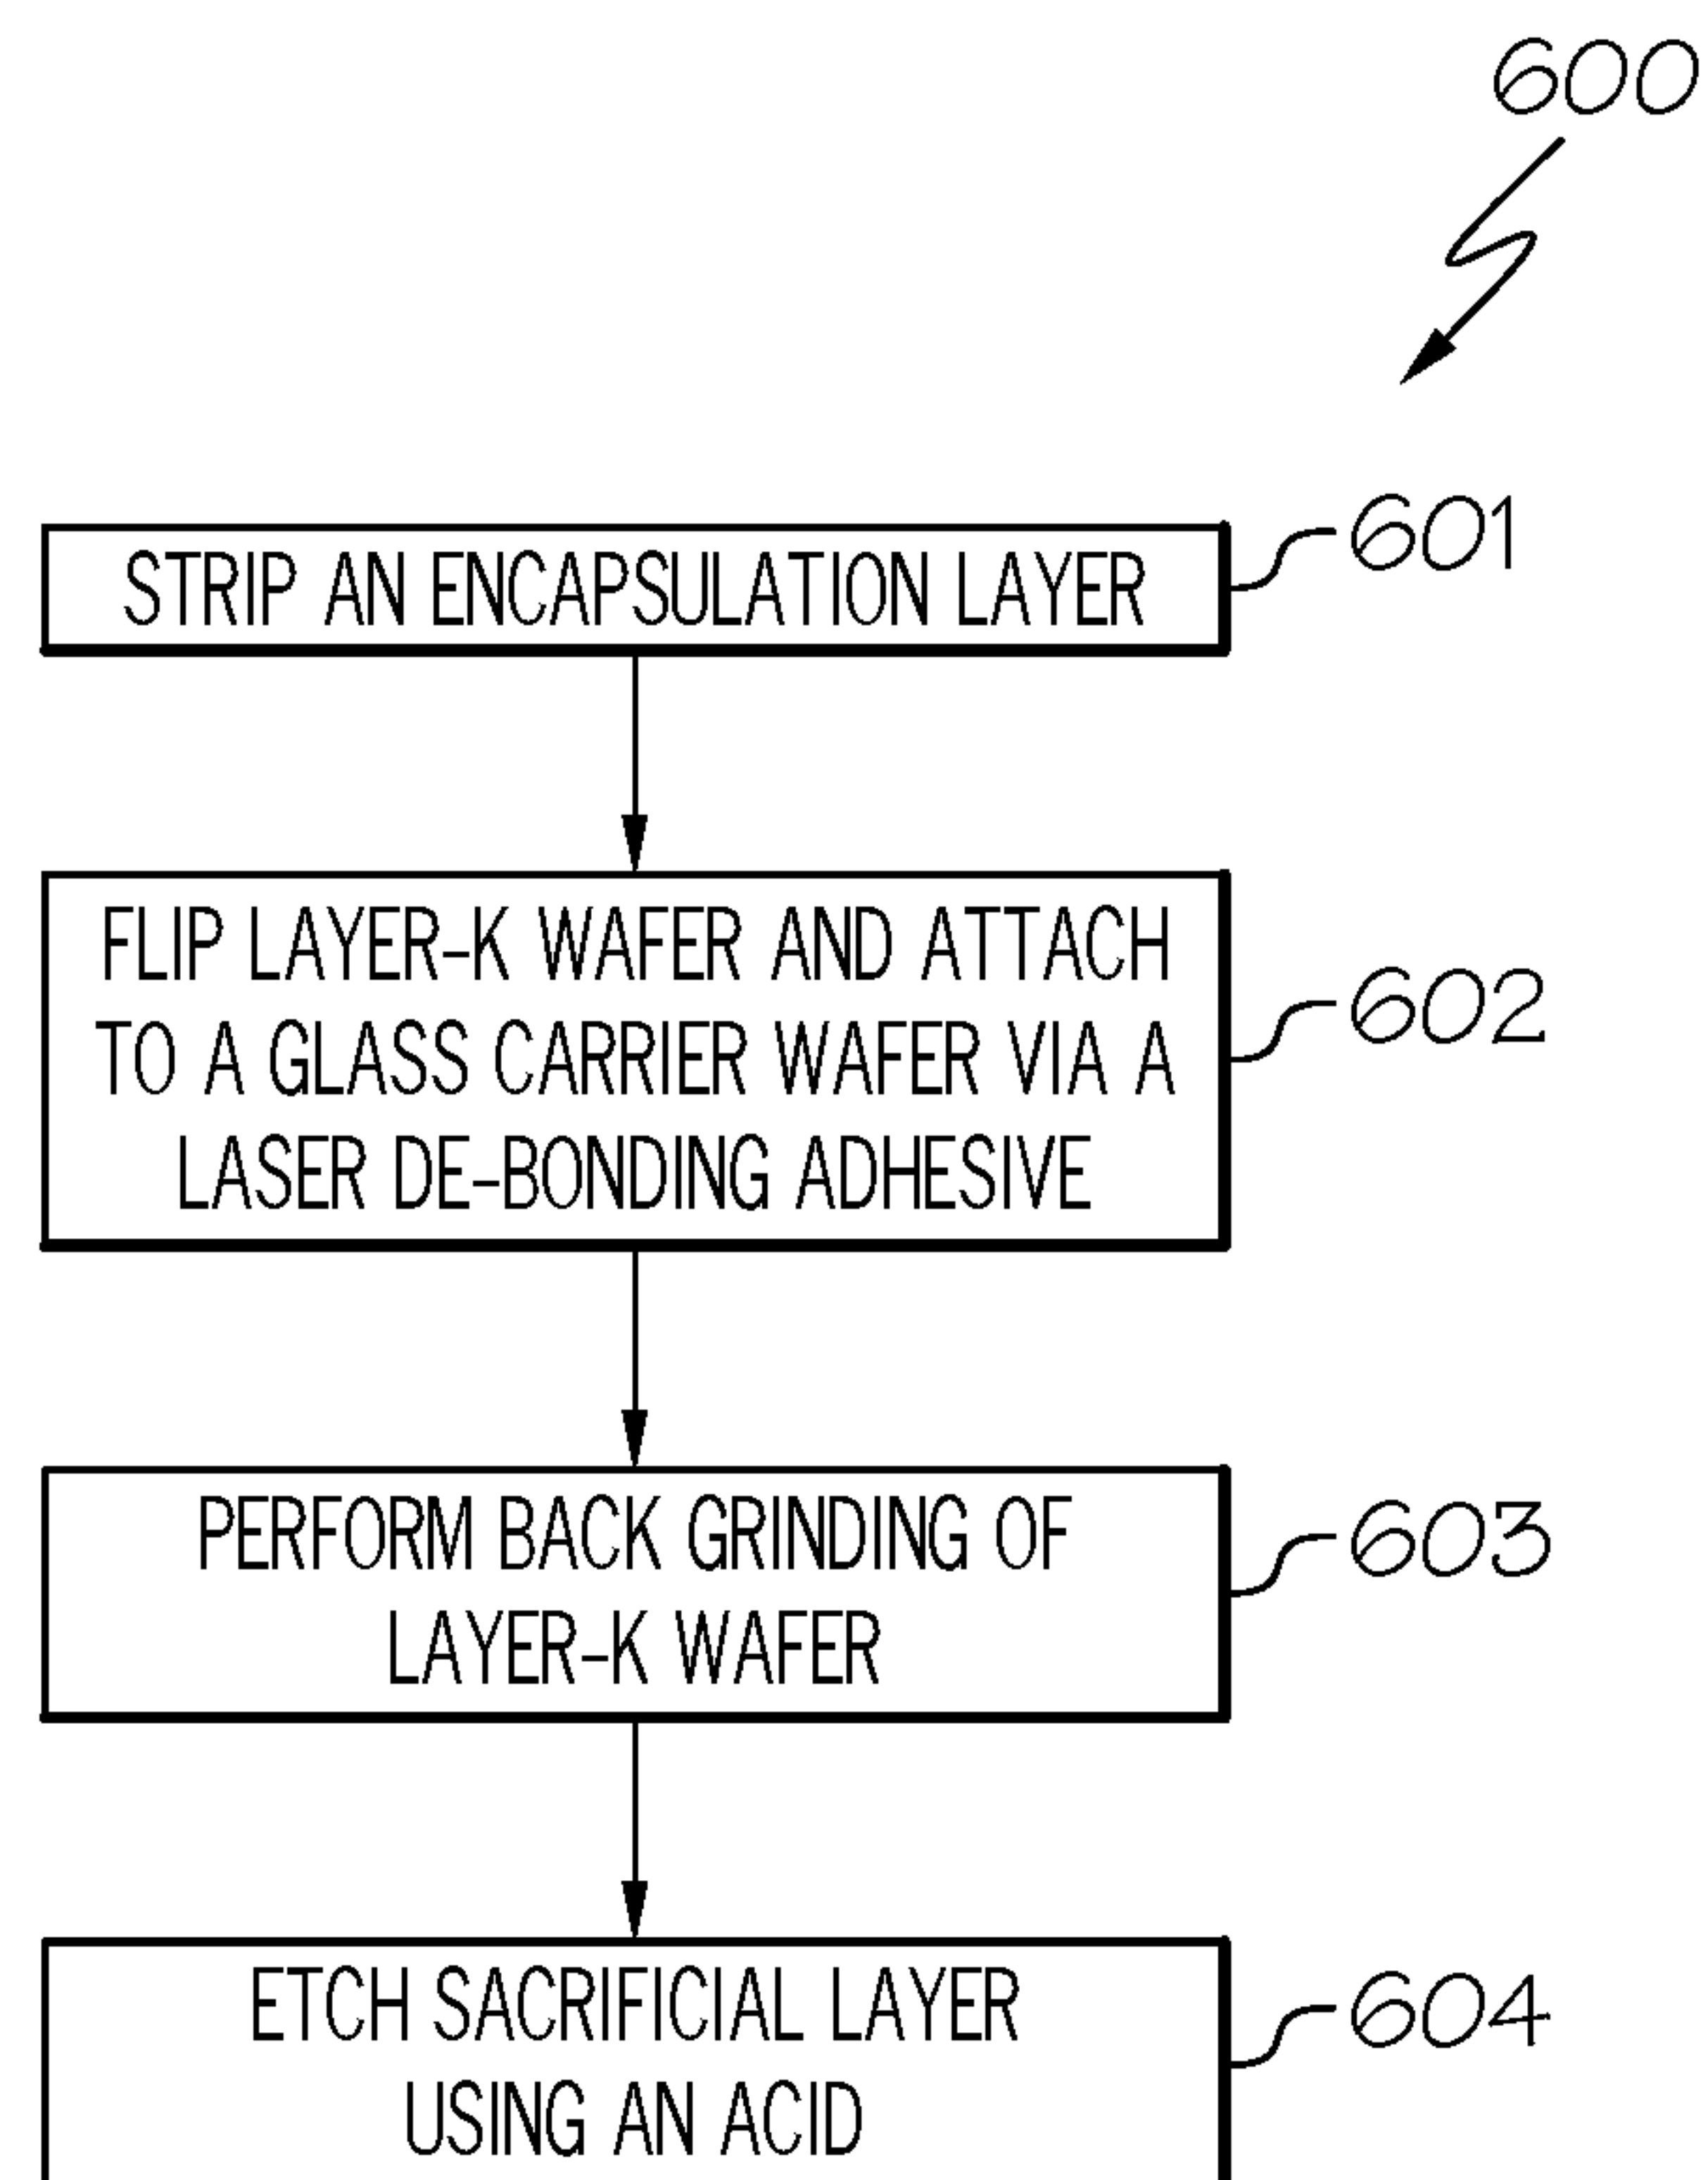 600
STRIP AN ENCAPSULATION LAYER
601
FLIP LAYER-K WAFER AND ATTACH
TO A GLASS CARRIER WAFER VIA A
LASER DE-BONDING ADHESIVE
602
PERFORM BACK GRINDING OF
LAYER-K WAFER
603
ETCH SACRIFICIAL LAYER
USING AN ACID
604